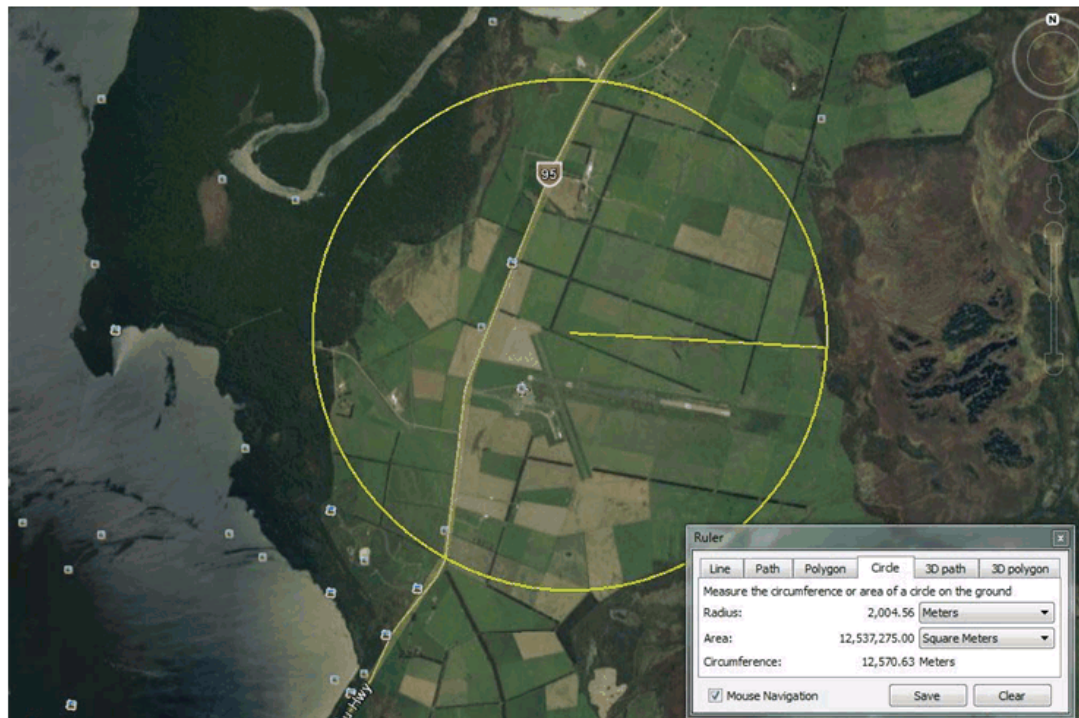 N
95
Hwy
Ruler
Line Path Polygon Circle 3D path 3D polygon
Measure the circumference or area of a circle on the ground
Radius: 2,004.56 Meters
Area: 12,537,275.00 Square Meters
Circumference: 12,570.63 Meters
Mouse Navigation Save Clear